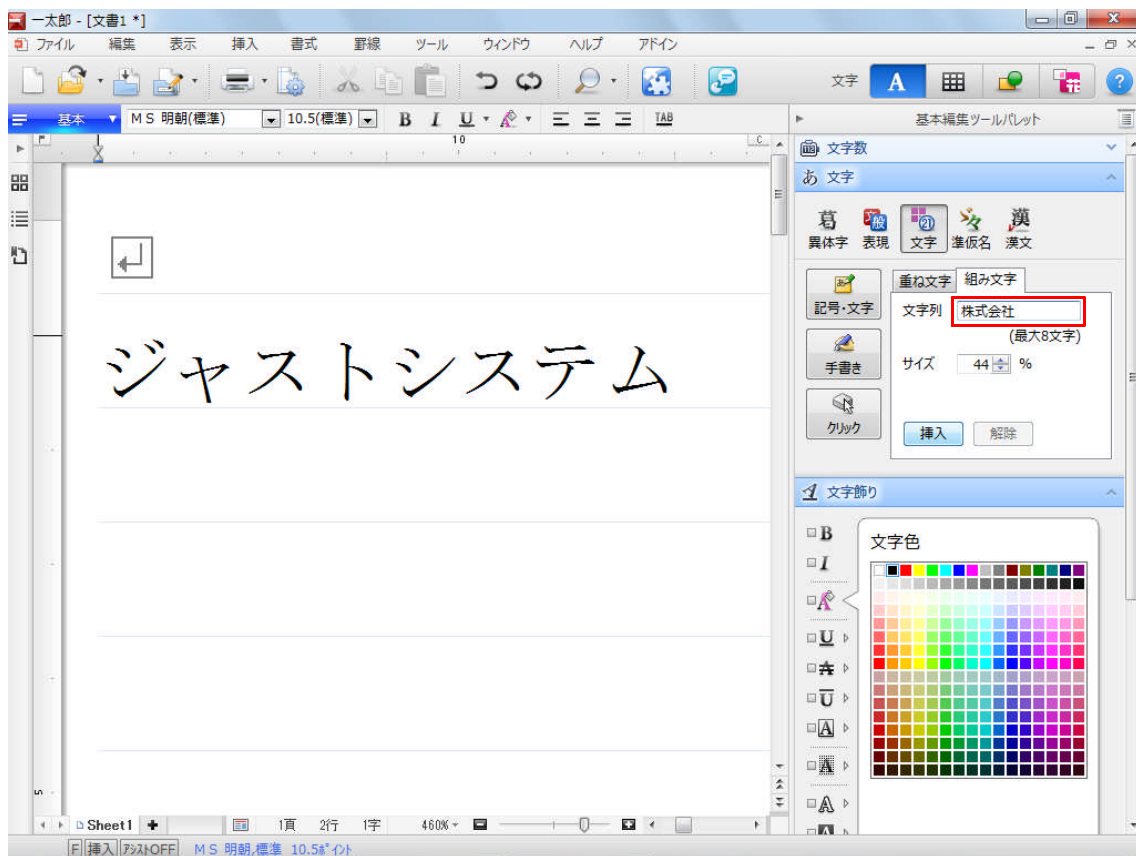 一太郎 - [文書1 *]
ファイル 編集 表示 挿入 書式 罫線 ツール ウィンドウ ヘルプ アドイン
文字 A
基本 MS 明朝(標準) 10.5(標準) B I U TAB 基本編集ツールパレット
10
文字数
あ 文字
異体字 表現 文字 準仮名 漢文
記号・文字
手書き
クリック
重ね文字 組み文字
文字列 株式会社
(最大8文字)
サイズ 44 %
挿入 解除
ジャストシステム
文字飾り
B
I
U
文字色
5
Sheet1 1頁 2行 1字 460%
F 挿入 アシストOFF MS 明朝,標準 10.5ポイント